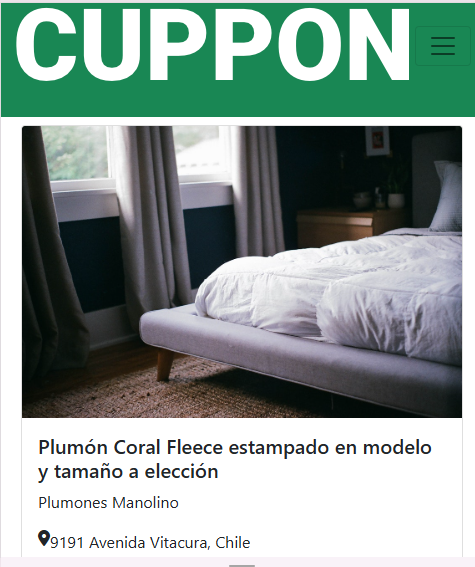 CUPPON
Plumón Coral Fleece estampado en modelo
y tamaño a elección
Plumones Manolino
9191 Avenida Vitacura, Chile